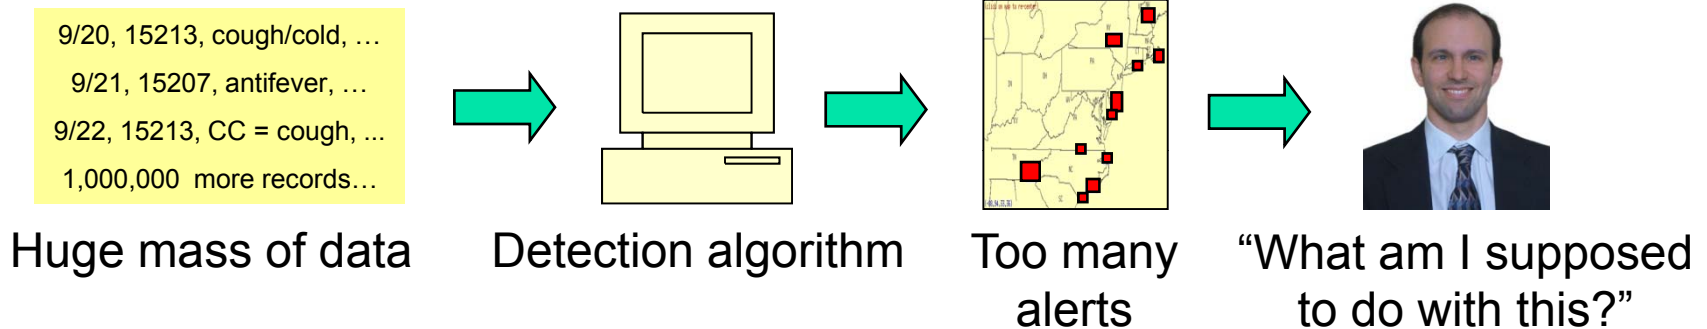 9/20, 15213, cough/cold, …
9/21, 15207, antifever, …
9/22, 15213, CC = cough, ...
1,000,000 more records…
Huge mass of data
Detection algorithm
Too many
alerts
“What am I supposed
to do with this?”